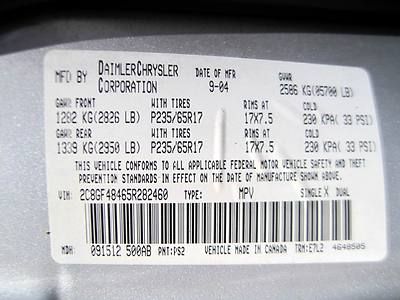 MFD BY DAIMLERCHRYSLER CORPORATION DATE OF MFR 9-04 GVWR 2586 KG(05700 LB)
GAWR FRONT WITH TIRES RIMS AT COLD
1282 KG(2826 LB) P235/65R17 17X7.5 230 KPA( 33 PSI)
GAWR REAR WITH TIRES RIMS AT COLD
1339 KG(2950 LB) P235/65R17 17X7.5 230 KPA( 33 PSI)
THIS VEHICLE CONFORMS TO ALL APPLICABLE FEDERAL MOTOR VEHICLE SAFETY, BUMPER, AND THEFT
PREVENTION STANDARDS IN EFFECT ON THE DATE OF MANUFACTURE SHOWN ABOVE.
VIN: 2C8GF48465R282460 TYPE: MPV SINGLE X DUAL
MDH: 091512 500AB PNT:PS2 VEHICLE MADE IN CANADA TRM:E7L2 4648505